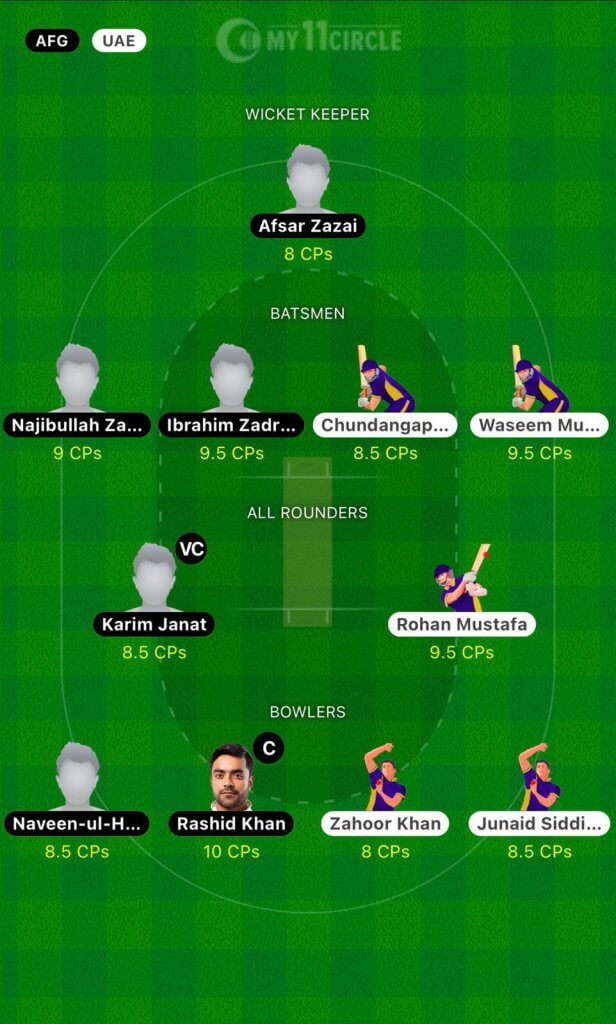 AFG UAE MY11CIRCLE
WICKET KEEPER
Afsar Zazai
8 CPs
BATSMEN
Najibullah Za... Ibrahim Zadr... Chundangap... Waseem Mu...
9 CPs 9.5 CPs 8.5 CPs 9.5 CPs
ALL ROUNDERS
VC
Karim Janat Rohan Mustafa
8.5 CPs 9.5 CPs
BOWLERS
C
Naveen-ul-H... Rashid Khan Zahoor Khan Junaid Siddi...
8.5 CPs 10 CPs 8 CPs 8.5 CPs